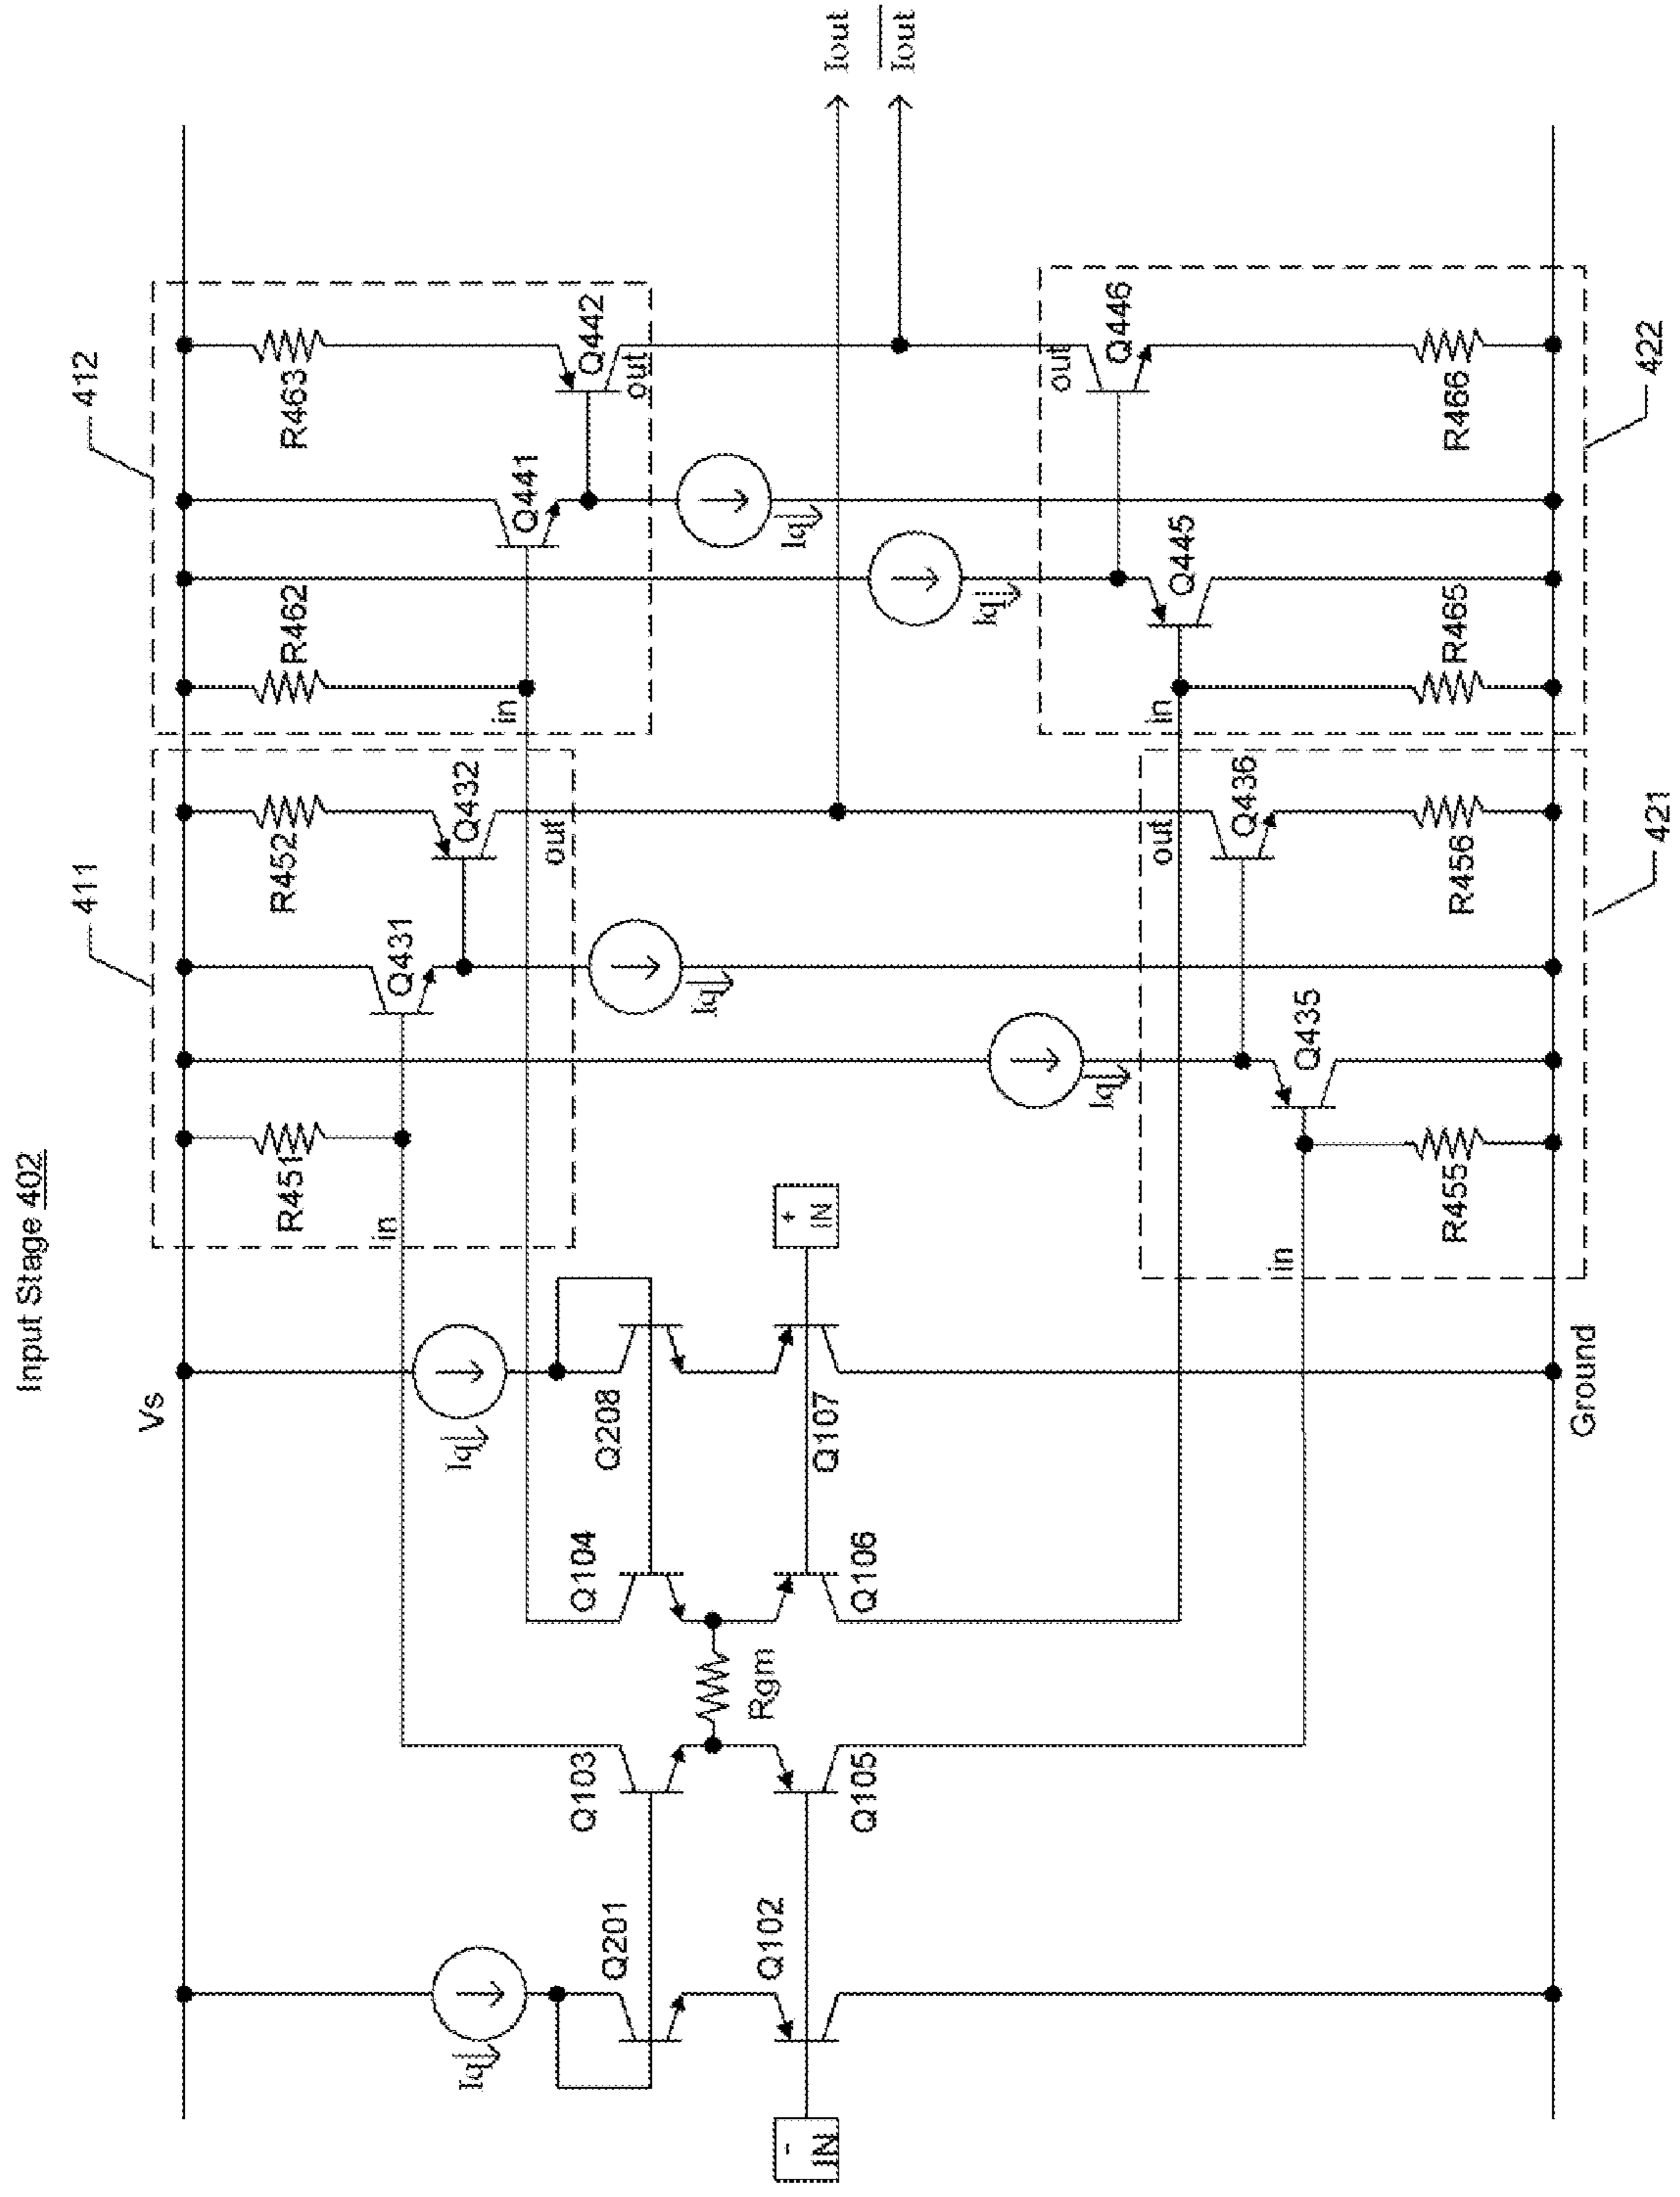 Input Stage 402
411
412
Vs
R451
R452
R462
R463
in
in
Q431
Q432
Q441
Q442
out
out
Iq
Iq
Iq
Iq
Iq
Iq
Q201
Q103
Q104
Q208
Rgm
Iout
Iout
Q102
Q105
Q106
Q107
-
IN
+
IN
in
in
out
out
Q435
Q436
Q445
Q446
R455
R456
R465
R466
Ground
421
422